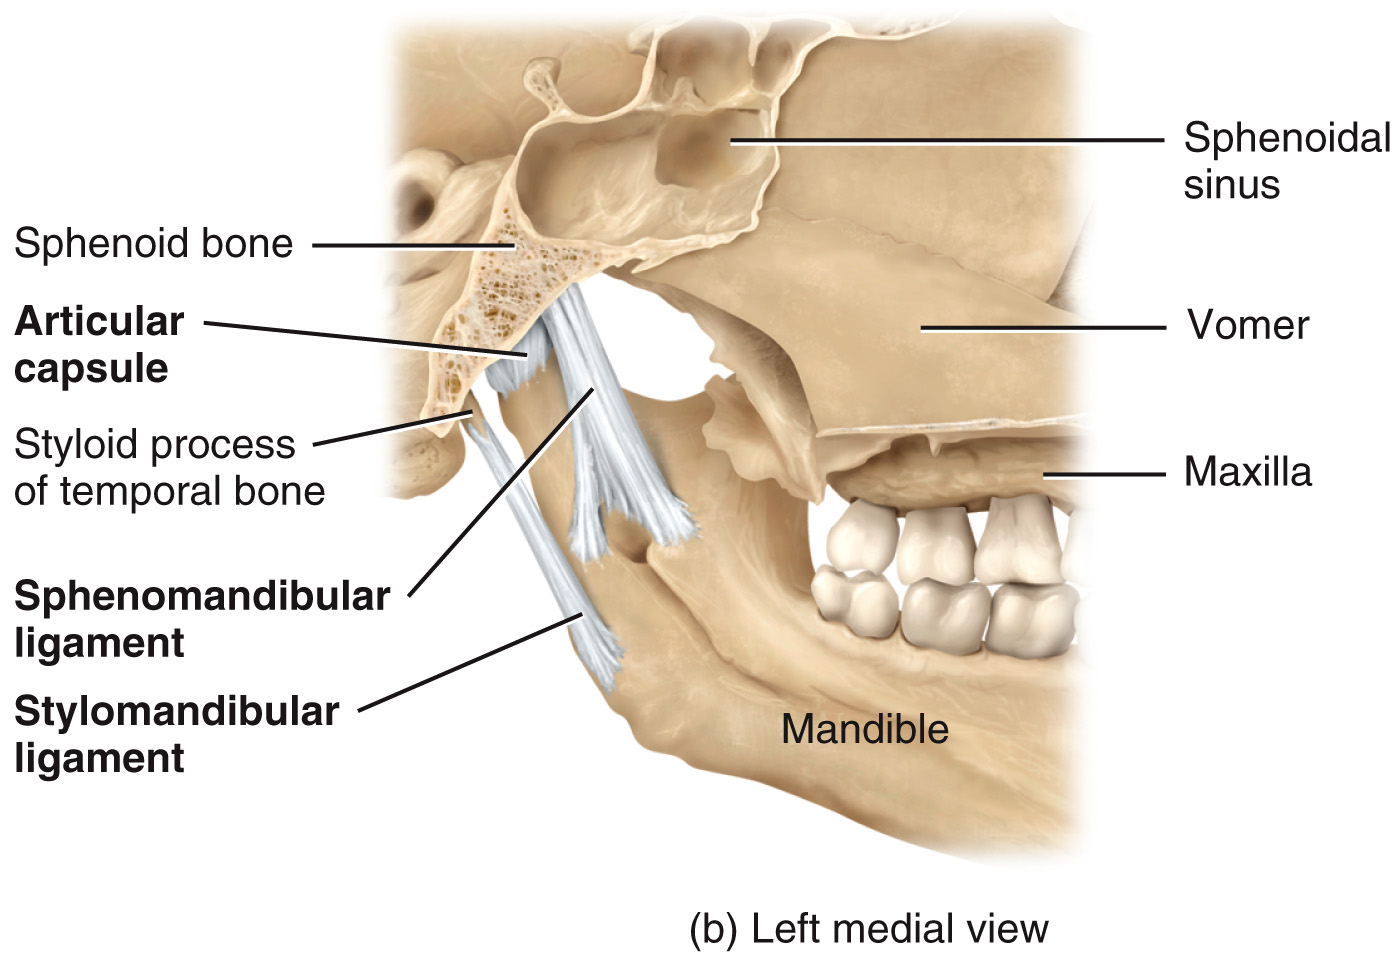 Sphenoid bone
Articular
capsule
Styloid process
of temporal bone
Sphenomandibular
ligament
Stylomandibular
ligament
Sphenoidal
sinus
Vomer
Maxilla
Mandible
(b) Left medial view